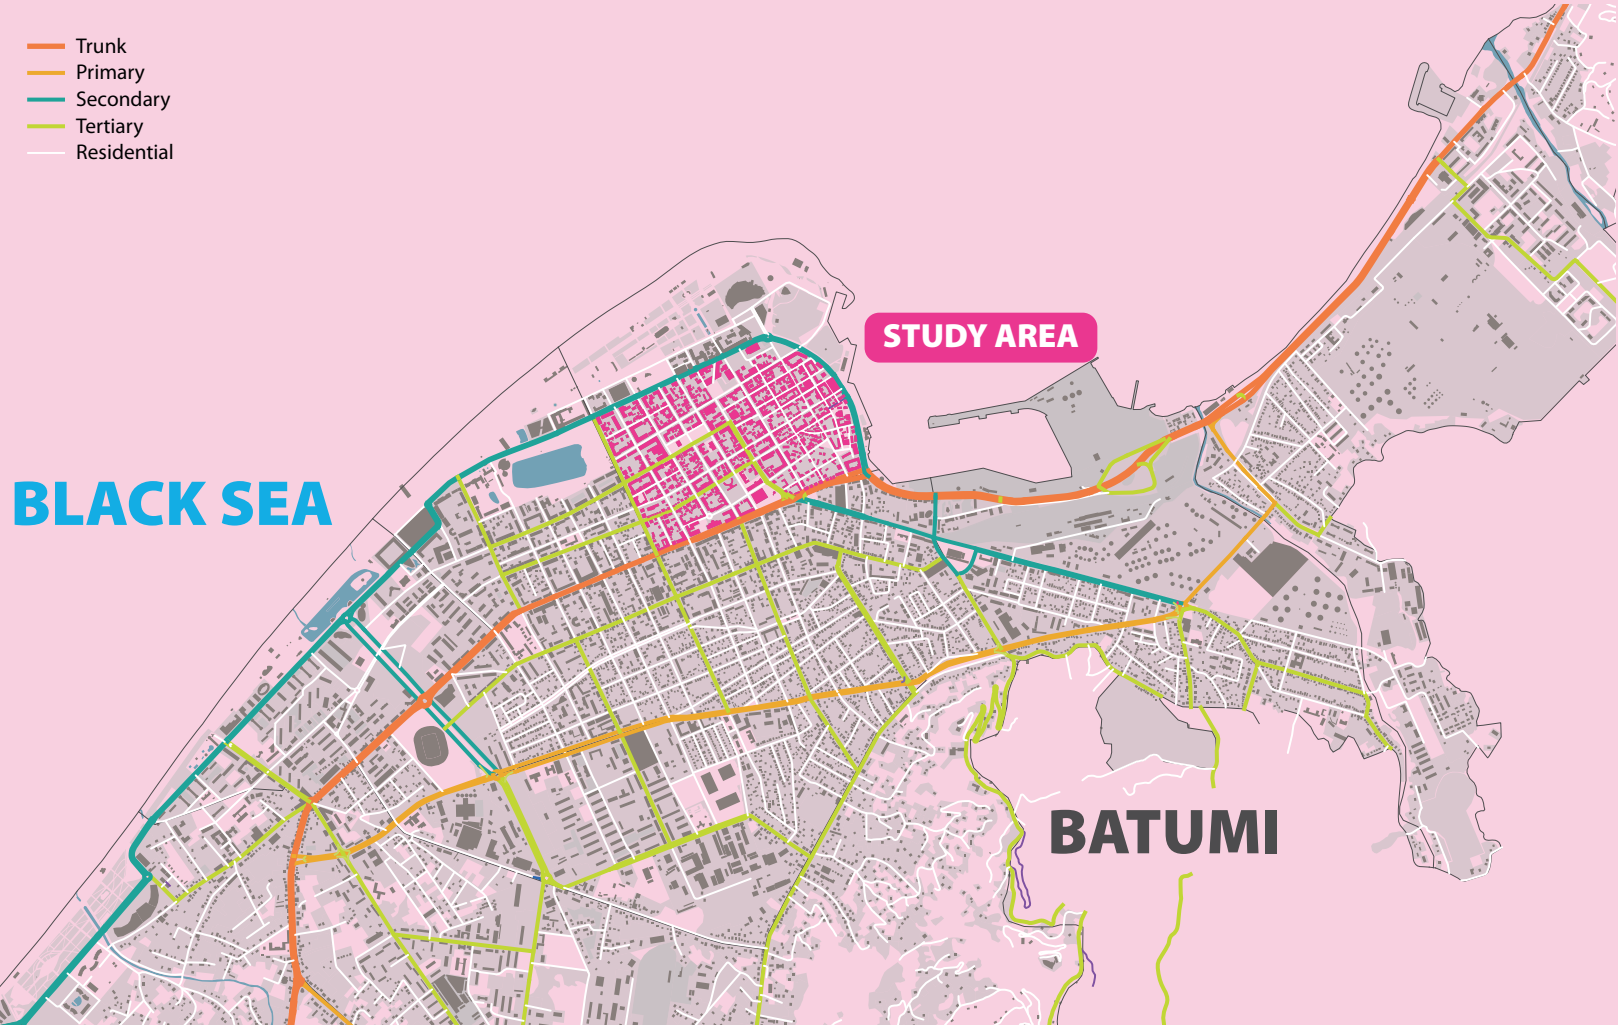 Trunk
Primary
Secondary
Tertiary
Residential
STUDY AREA
BLACK SEA
BATUMI